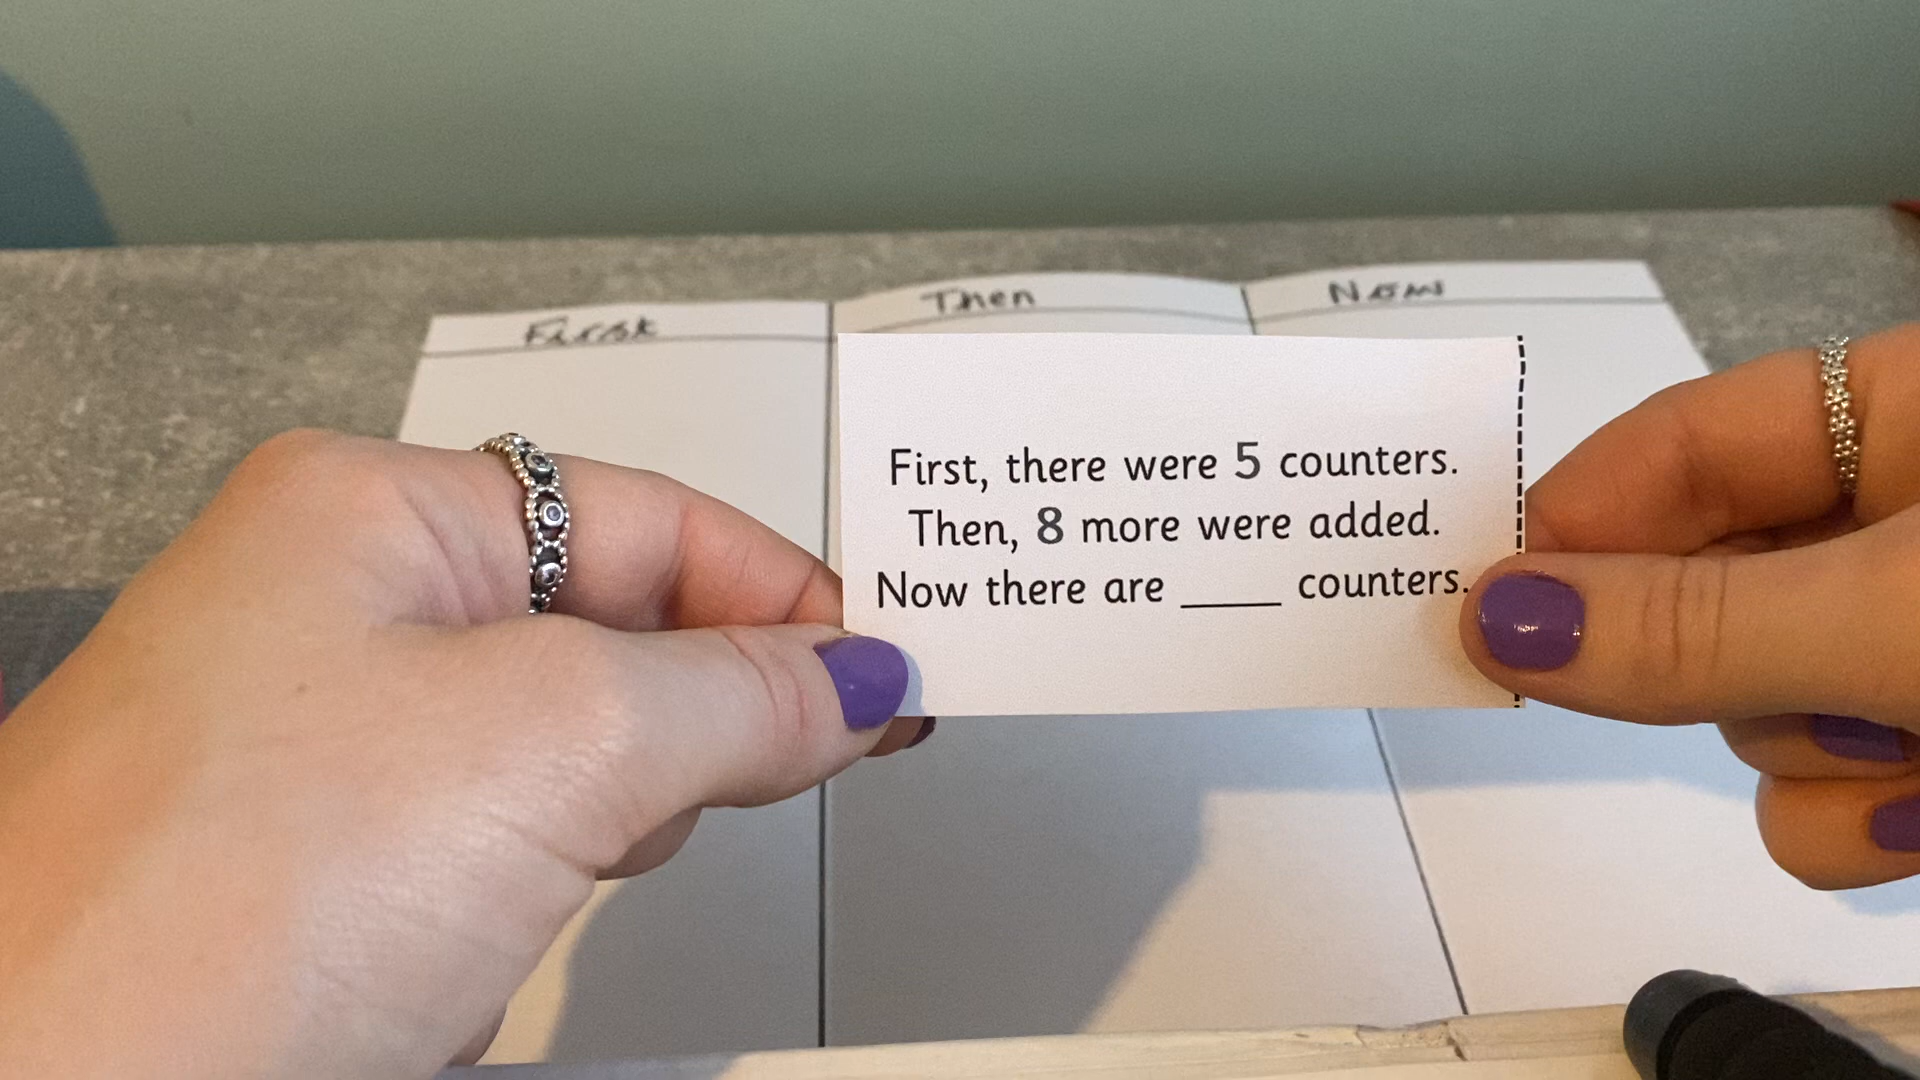 First
Then
Now
First, there were 5 counters.
Then, 8 more were added.
Now there are _____ counters.